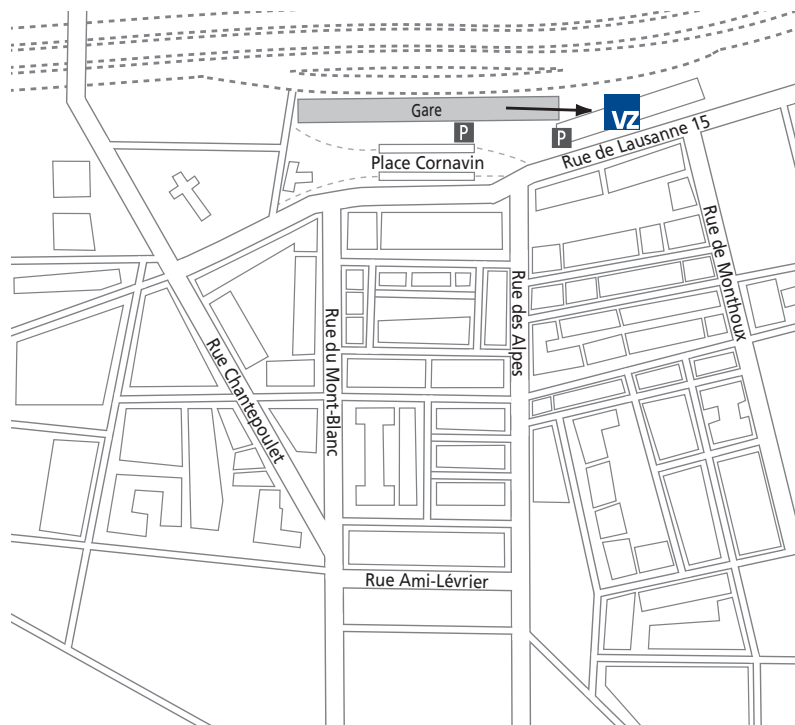 Gare
VZ
P
P
Place Cornavin
Rue de Lausanne 15
Rue de Monthoux
Rue des Alpes
Rue du Mont-Blanc
Rue Chantepoulet
Rue Ami-Lévrier